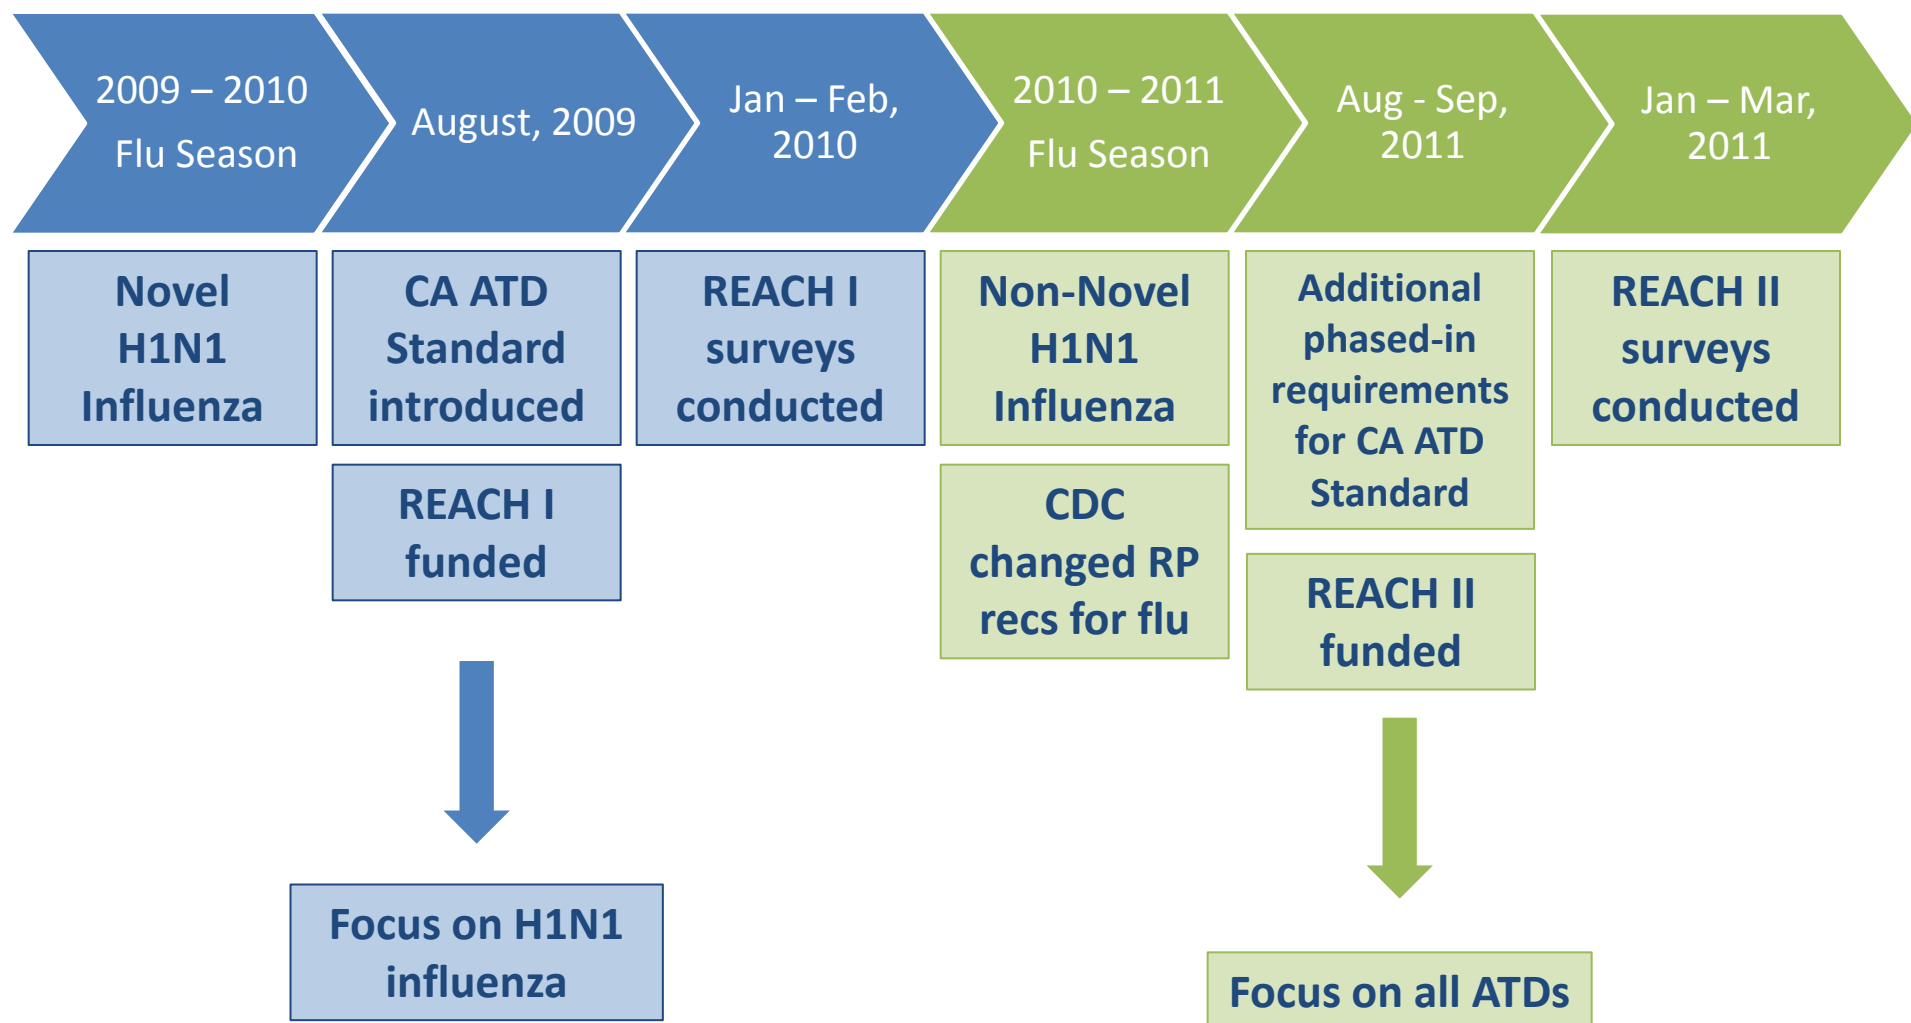 2009 – 2010
Flu Season
August, 2009
Jan – Feb,
2010
2010 – 2011
Flu Season
Aug - Sep,
2011
Jan – Mar,
2011
Novel
H1N1
Influenza
CA ATD
Standard
introduced
REACH I
surveys
conducted
Non-Novel
H1N1
Influenza
Additional
phased-in
requirements
for CA ATD
Standard
REACH II
surveys
conducted
REACH I
funded
CDC
changed RP
recs for flu
REACH II
funded
Focus on H1N1
influenza
Focus on all ATDs